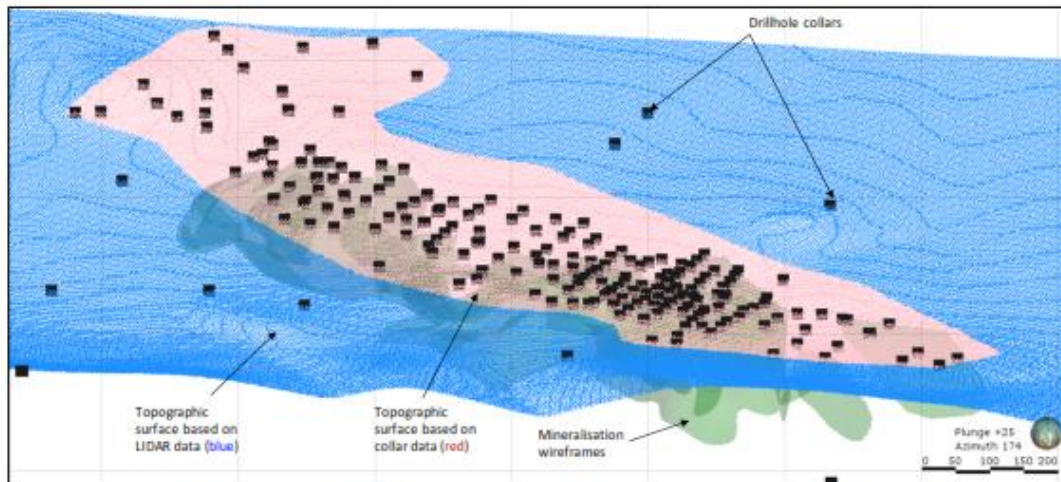 Drillhole collars
Topographic
surface based on
LIDAR data (blue)
Topographic
surface based on
collar data (red)
Mineralisation
wireframes
Plunge +25
Azimuth 174
0 50 100 150 200